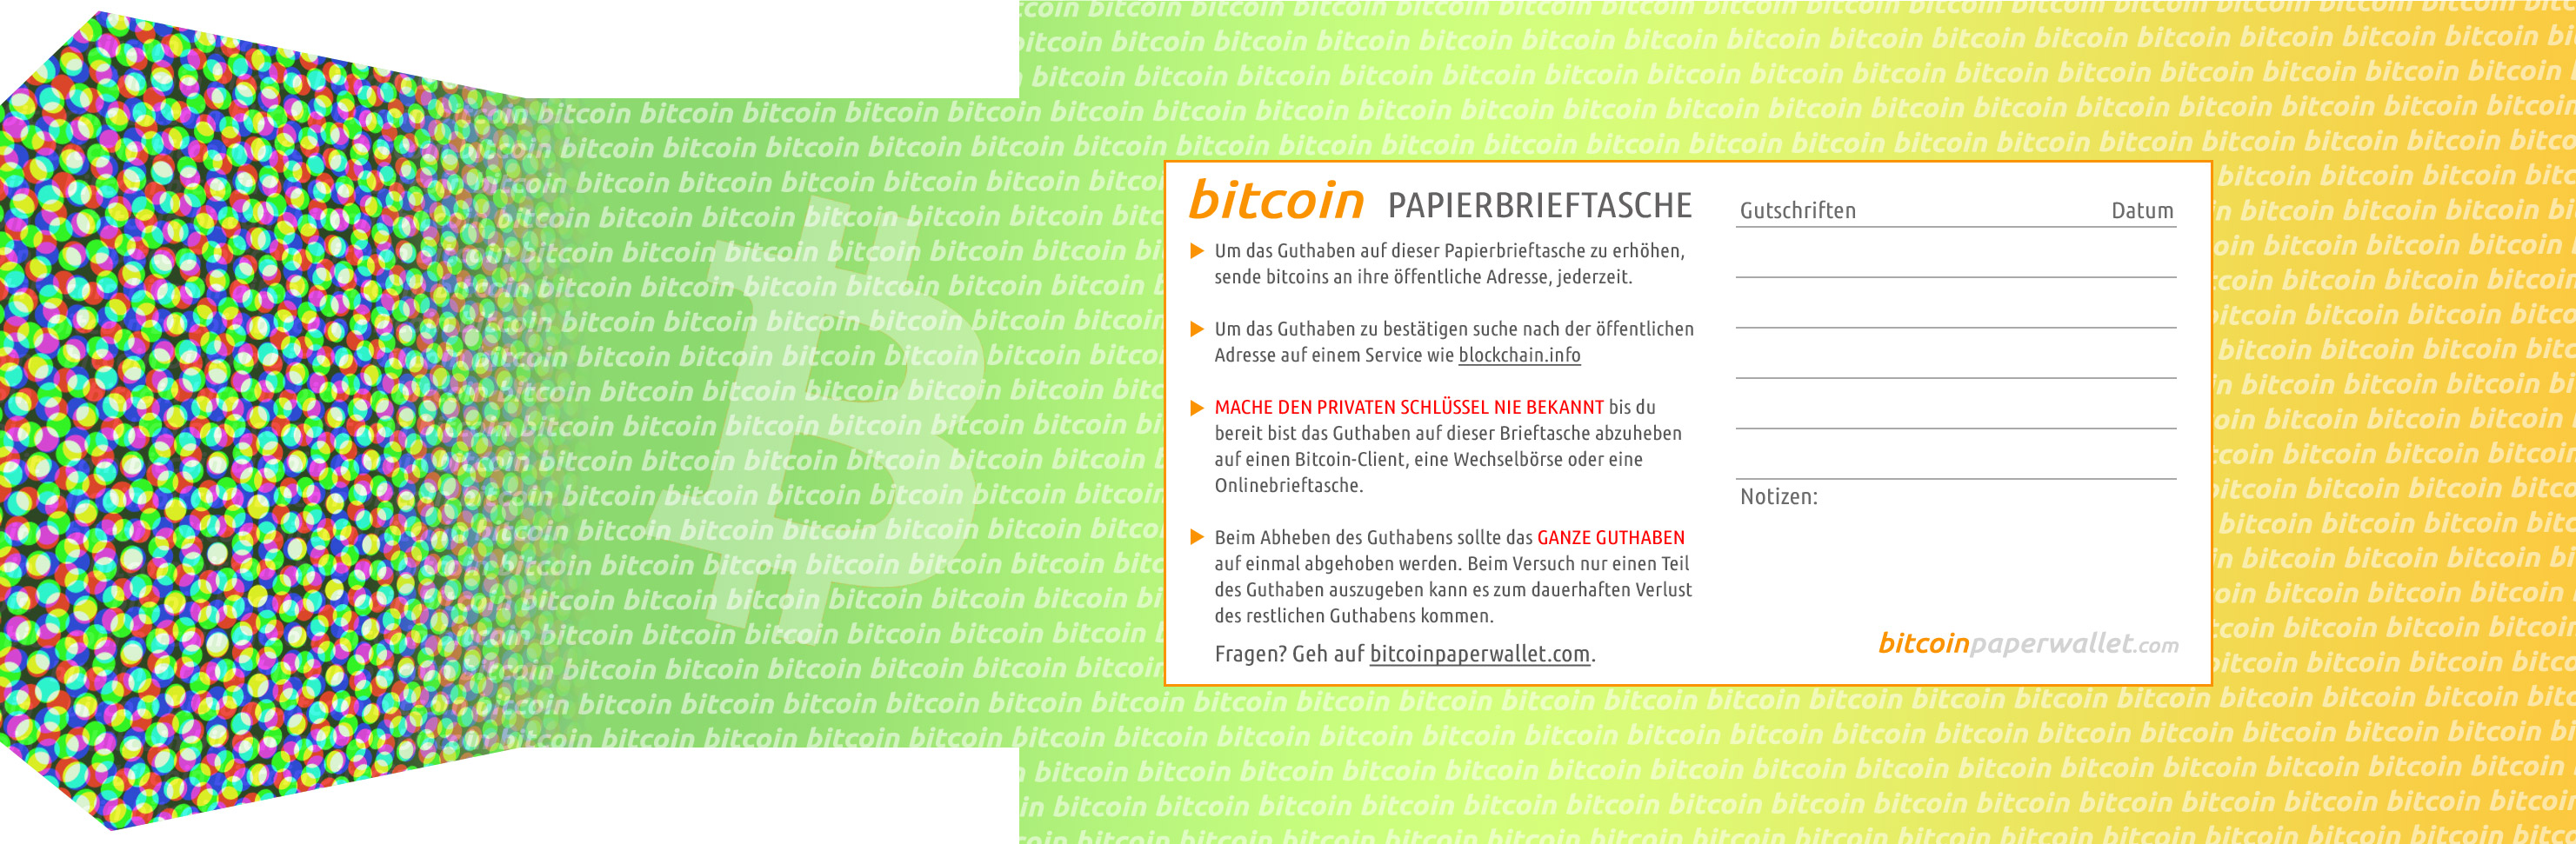 bitcoin PAPIERBRIEFTASCHE
Um das Guthaben auf dieser Papierbrieftasche zu erhöhen,
sende bitcoins an ihre öffentliche Adresse, jederzeit.
Um das Guthaben zu bestätigen suche nach der öffentlichen
Adresse auf einem Service wie blockchain.info
MACHE DEN PRIVATEN SCHLÜSSEL NIE BEKANNT bis du
bereit bist das Guthaben auf dieser Brieftasche abzuheben
auf einen Bitcoin-Client, eine Wechselbörse oder eine
Onlinebrieftasche.
Beim Abheben des Guthabens sollte das GANZE GUTHABEN
auf einmal abgehoben werden. Beim Versuch nur einen Teil
des Guthaben auszugeben kann es zum dauerhaften Verlust
des restlichen Guthabens kommen.
Fragen? Geh auf bitcoinpaperwallet.com.
Gutschriften Datum
Notizen:
bitcoinpaperwallet.com